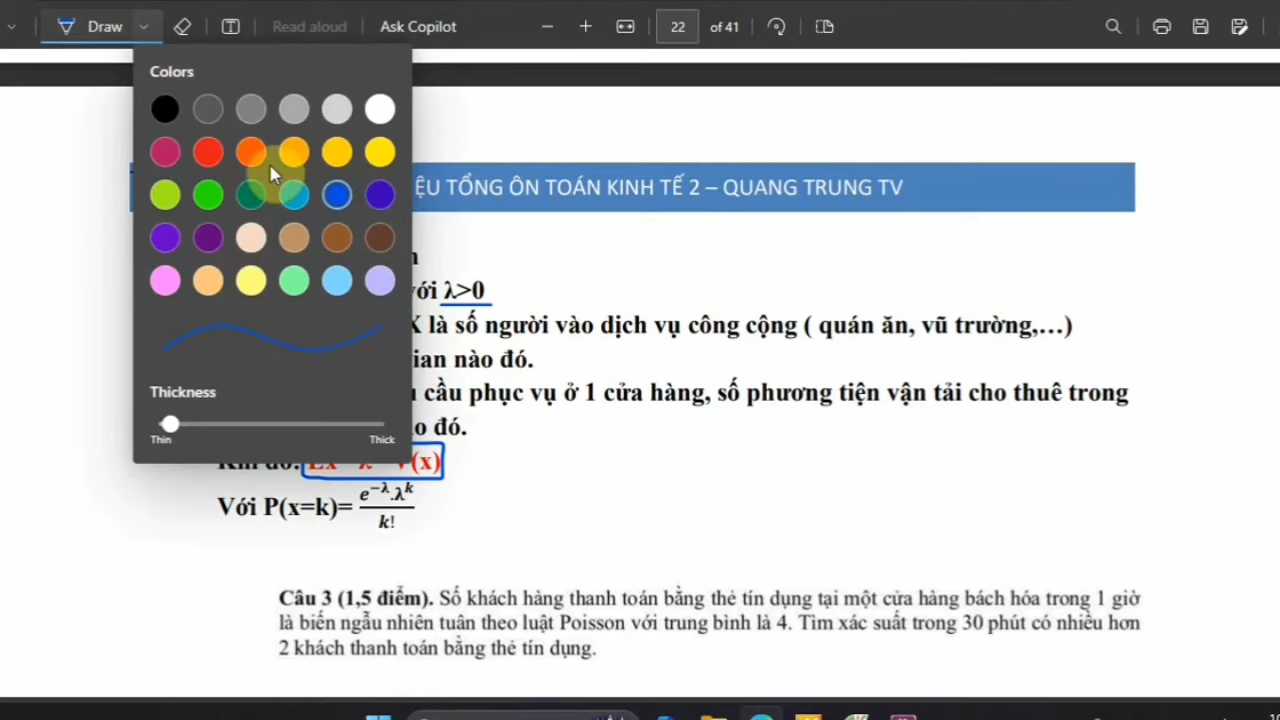 Draw
Read aloud
Ask Copilot
22
of 41
Colors
Thickness
Thin
Thick
ỆU TỔNG ÔN TOÁN KINH TẾ 2 – QUANG TRUNG TV
với λ>0
X là số người vào dịch vụ công cộng ( quán ăn, vũ trường,…)
ian nào đó.
cầu phục vụ ở 1 cửa hàng, số phương tiện vận tải cho thuê trong
o đó.
Với P(x=k)= e^{-λ}.λ^k / k!
Câu 3 (1,5 điểm). Số khách hàng thanh toán bằng thẻ tín dụng tại một cửa hàng bách hóa trong 1 giờ
là biến ngẫu nhiên tuân theo luật Poisson với trung bình là 4. Tìm xác suất trong 30 phút có nhiều hơn
2 khách thanh toán bằng thẻ tín dụng.